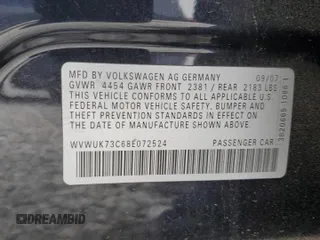 MFD BY VOLKSWAGEN AG GERMANY 09/07
GVWR 4454 GAWR FRONT 2381 / REAR 2183 LBS
THIS VEHICLE CONFORMS TO ALL APPLICABLE U.S.
FEDERAL MOTOR VEHICLE SAFETY, BUMPER AND
THEFT PREVENTION STANDARDS IN EFFECT
ON THE DATE OF MANUFACTURE SHOWN ABOVE
WVWUK73C68E072524 PASSENGER CAR
DREAMBID